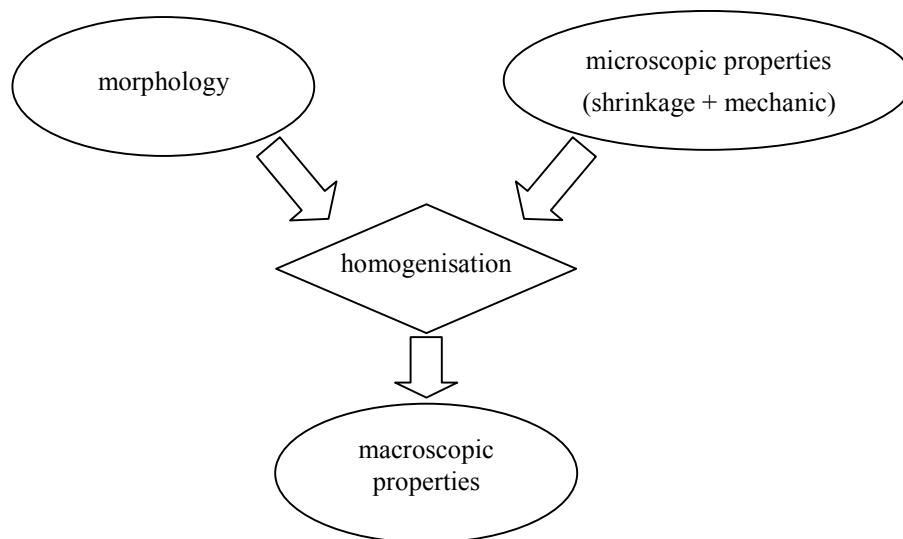 morphology
microscopic properties
(shrinkage + mechanic)
homogenisation
macroscopic
properties